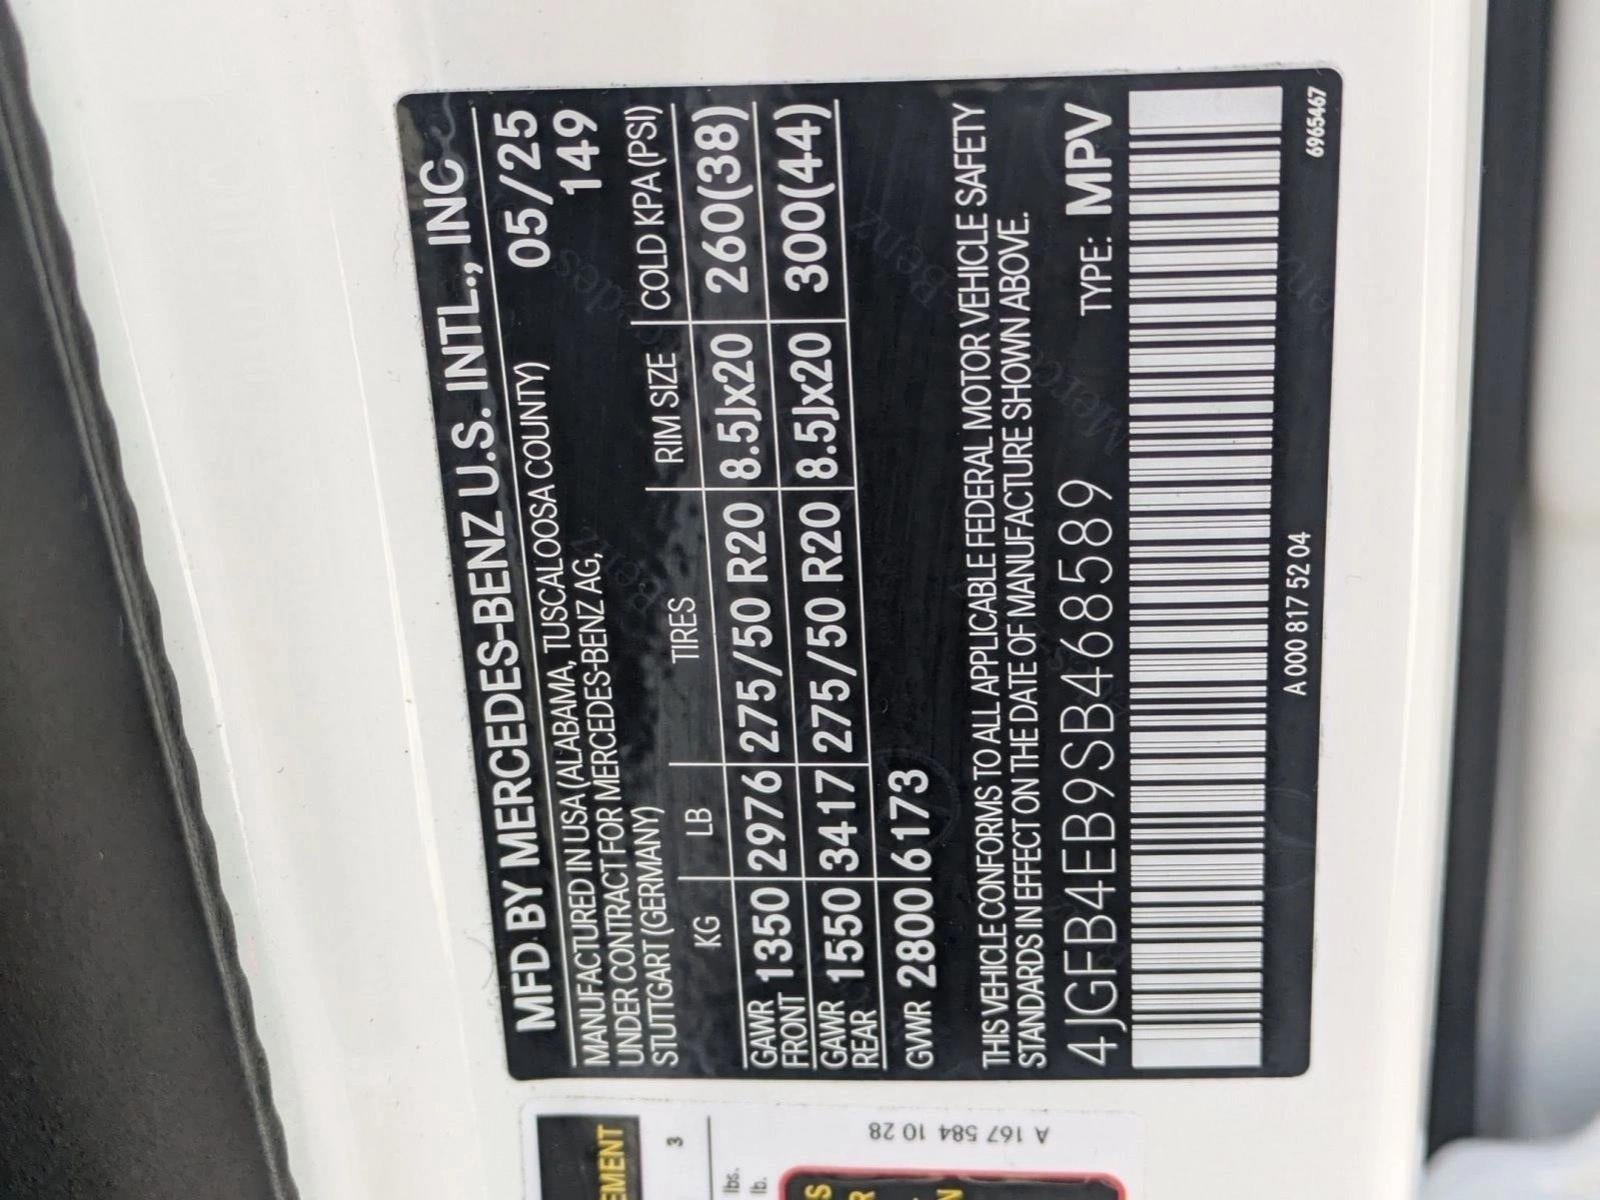 MFD BY MERCEDES-BENZ U.S. INTL., INC
MANUFACTURED IN USA (ALABAMA, TUSCALOOSA COUNTY) 05/25
UNDER CONTRACT FOR MERCEDES-BENZ AG, 149
STUTTGART (GERMANY)
KG LB TIRES RIM SIZE COLD KPA (PSI)
GAWR FRONT 1350 2976 275/50 R20 8.5Jx20 260(38)
GAWR REAR 1550 3417 275/50 R20 8.5Jx20 300(44)
GVWR 2800 6173
THIS VEHICLE CONFORMS TO ALL APPLICABLE FEDERAL MOTOR VEHICLE SAFETY
STANDARDS IN EFFECT ON THE DATE OF MANUFACTURE SHOWN ABOVE.
4JGFB4EB9SB468589 TYPE: MPV
A 000 817 52 04 6965467
EMENT
3
lbs.
lb.
A 167 584 10 28